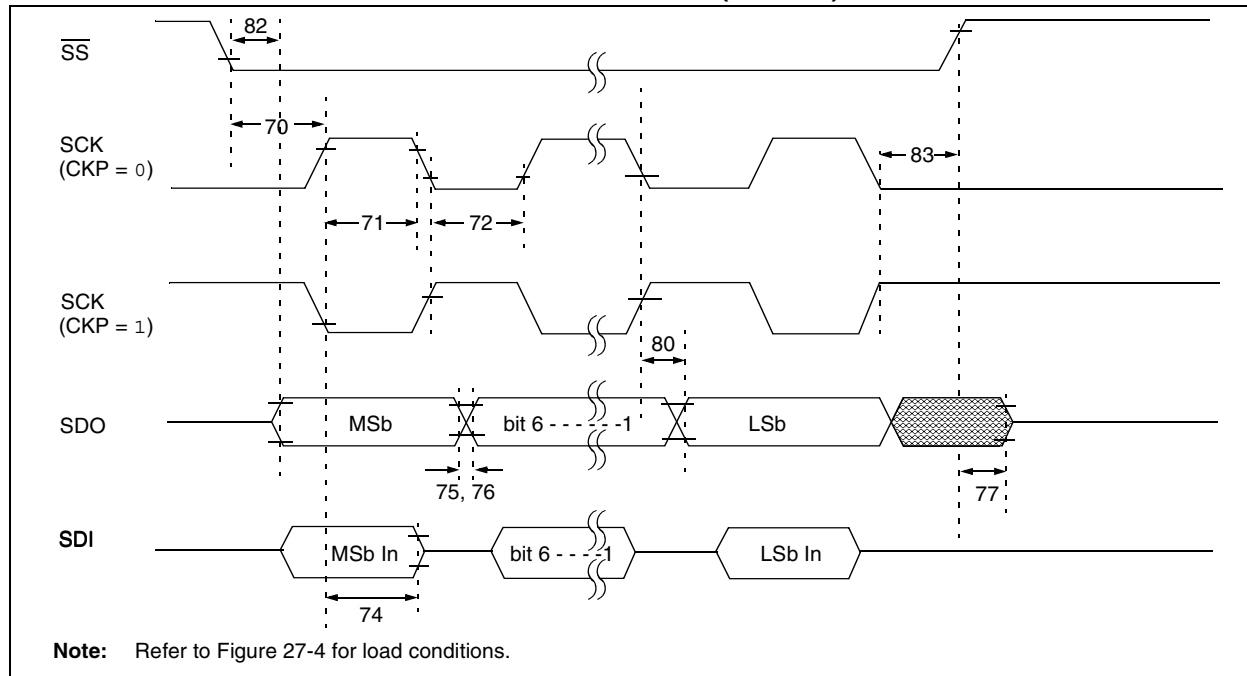 82
SS
70
SCK
(CKP = 0)
83
71
72
SCK
(CKP = 1)
80
SDO
MSb
bit 6 - - - - - -1
LSb
75, 76
77
SDI
MSb In
bit 6 - - - -1
LSb In
74
Note: Refer to Figure 27-4 for load conditions.